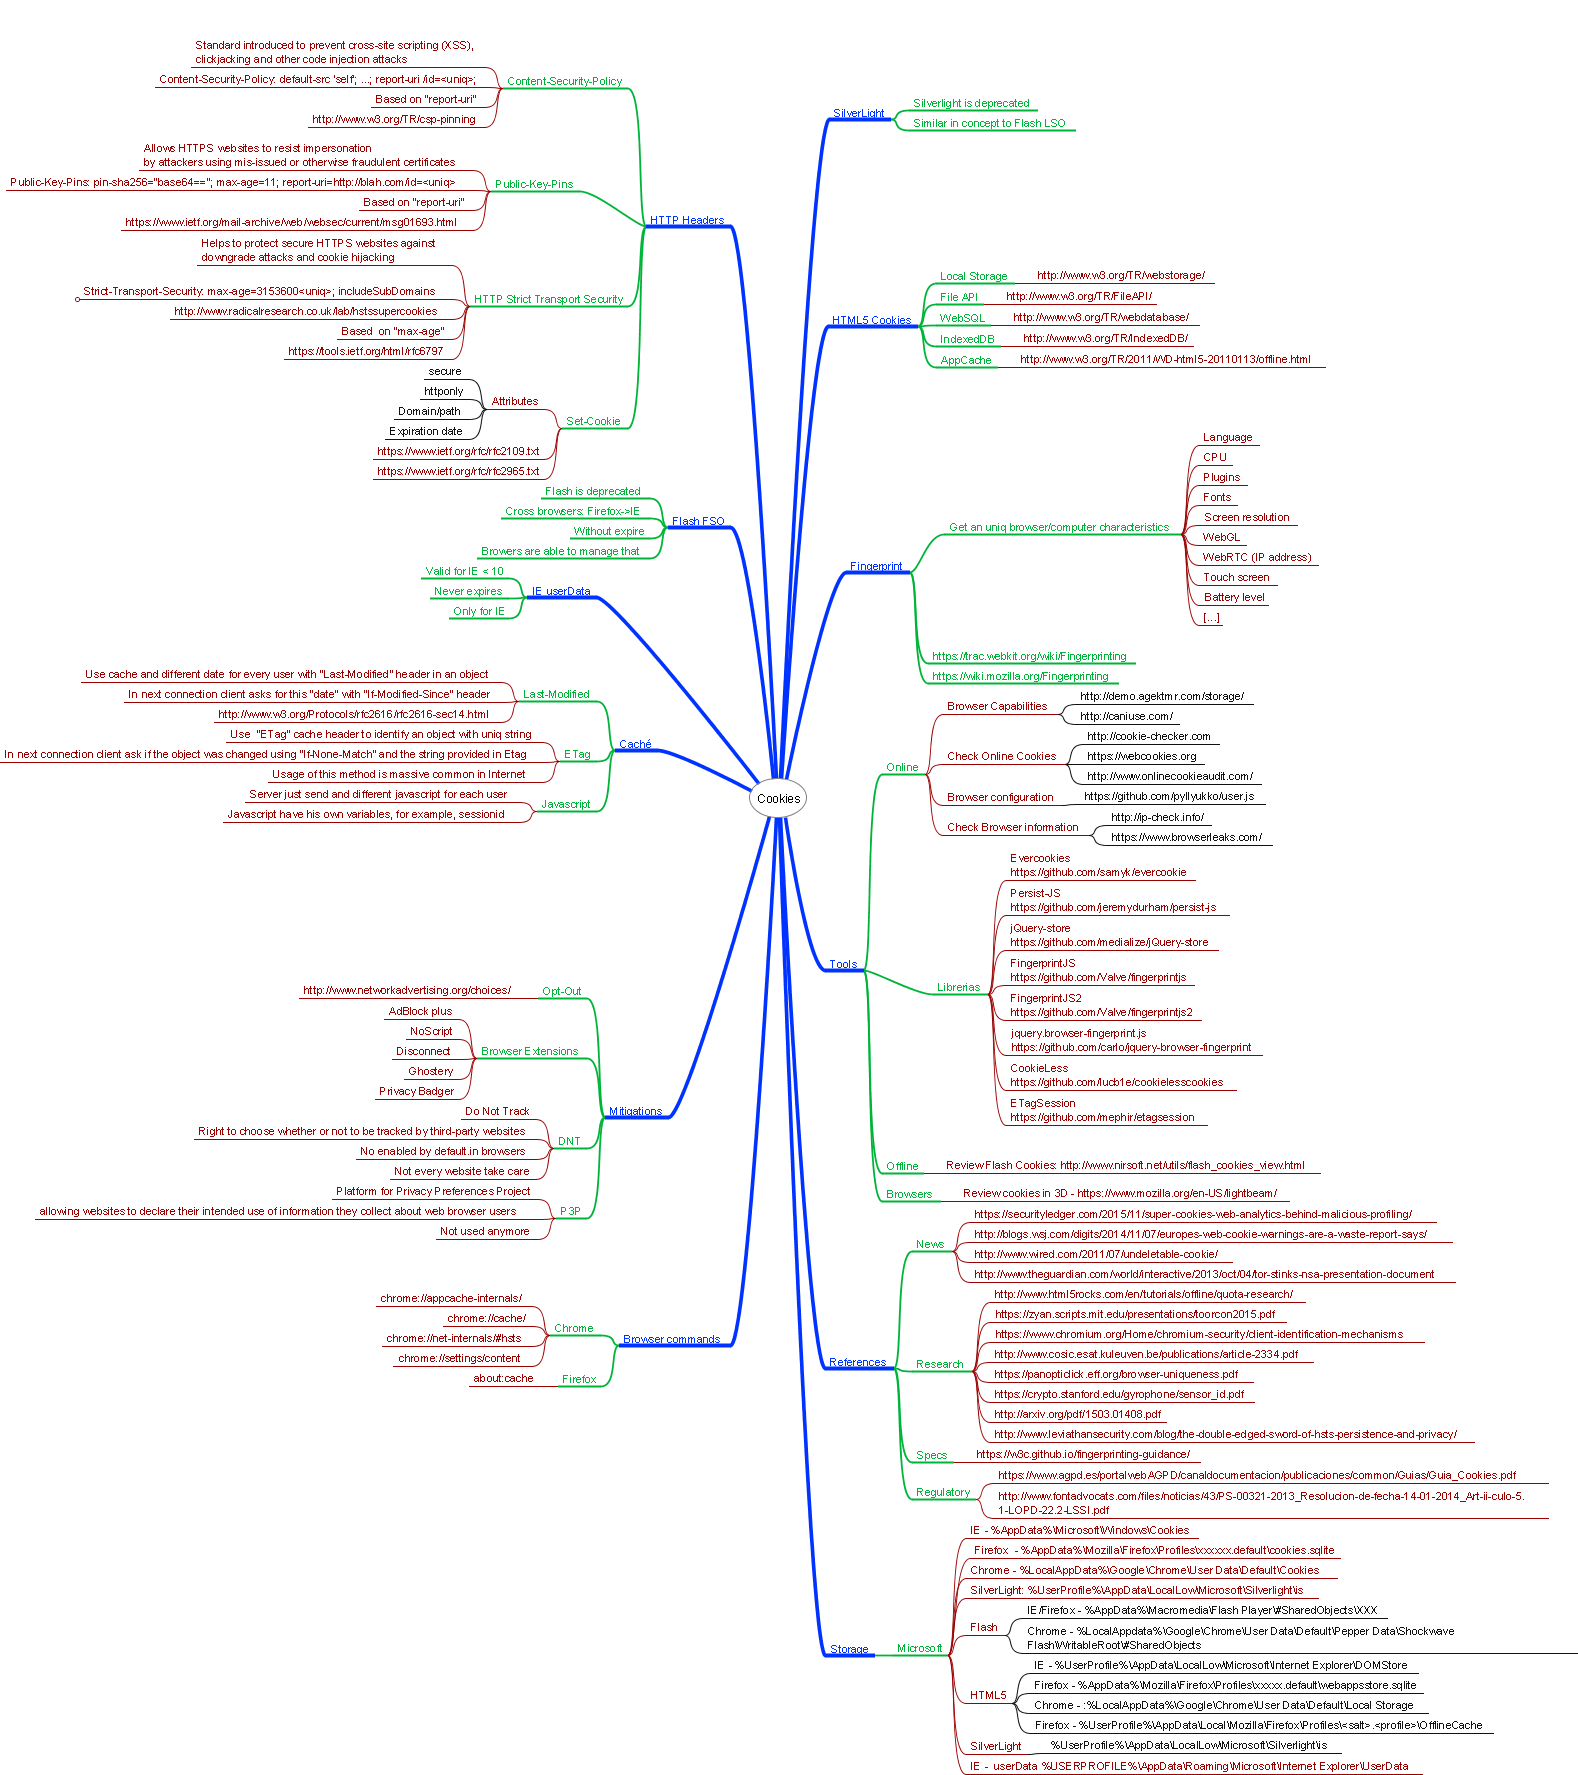 Cookies
HTTP Headers
Content-Security-Policy
Standard introduced to prevent cross-site scripting (XSS),
clickjacking and other code injection attacks
Content-Security-Policy: default-src 'self'; ...; report-uri /id=<uniq>;
Based on "report-uri"
http://www.w3.org/TR/csp-pinning
Public-Key-Pins
Allows HTTPS websites to resist impersonation
by attackers using mis-issued or otherwise fraudulent certificates
Public-Key-Pins: pin-sha256="base64=="; max-age=11; report-uri=http://blah.com/id=<uniq>
Based on "report-uri"
https://www.ietf.org/mail-archive/web/websec/current/msg01693.html
HTTP Strict Transport Security
Helps to protect secure HTTPS websites against
downgrade attacks and cookie hijacking
Strict-Transport-Security: max-age=3153600<uniq>; includeSubDomains
http://www.radicalresearch.co.uk/lab/hstssupercookies
Based on "max-age"
https://tools.ietf.org/html/rfc6797
Set-Cookie
Attributes
secure
httponly
Domain/path
Expiration date
https://www.ietf.org/rfc/rfc2109.txt
https://www.ietf.org/rfc/rfc2965.txt
Flash FSO
Flash is deprecated
Cross browsers: Firefox->IE
Without expire
Browers are able to manage that
IE userData
Valid for IE < 10
Never expires
Only for IE
Caché
Last-Modified
Use cache and different date for every user with "Last-Modified" header in an object
In next connection client asks for this "date" with "If-Modified-Since" header
http://www.w3.org/Protocols/rfc2616/rfc2616-sec14.html
ETag
Use "ETag" cache header to identify an object with uniq string
In next connection client ask if the object was changed using "If-None-Match" and the string provided in Etag
Usage of this method is massive common in Internet
Javascript
Server just send and different javascript for each user
Javascript have his own variables, for example, sessionid
Mitigations
Opt-Out
http://www.networkadvertising.org/choices/
Browser Extensions
AdBlock plus
NoScript
Disconnect
Ghostery
Privacy Badger
DNT
Do Not Track
Right to choose whether or not to be tracked by third-party websites
No enabled by default.in browsers
Not every website take care
P3P
Platform for Privacy Preferences Project
allowing websites to declare their intended use of information they collect about web browser users
Not used anymore
Browser commands
Chrome
chrome://appcache-internals/
chrome://cache/
chrome://net-internals/#hsts
chrome://settings/content
Firefox
about:cache
SilverLight
Silverlight is deprecated
Similar in concept to Flash LSO
HTML5 Cookies
Local Storage
http://www.w3.org/TR/webstorage/
File API
http://www.w3.org/TR/FileAPI/
WebSQL
http://www.w3.org/TR/webdatabase/
IndexedDB
http://www.w3.org/TR/IndexedDB/
AppCache
http://www.w3.org/TR/2011/WD-html5-20110113/offline.html
Fingerprint
Get an uniq browser/computer characteristics
Language
CPU
Plugins
Fonts
Screen resolution
WebGL
WebRTC (IP address)
Touch screen
Battery level
[...]
https://trac.webkit.org/wiki/Fingerprinting
https://wiki.mozilla.org/Fingerprinting
Tools
Online
Browser Capabilities
http://demo.agektmr.com/storage/
http://caniuse.com/
Check Online Cookies
http://cookie-checker.com
https://webcookies.org
http://www.onlinecookieaudit.com/
Browser configuration
https://github.com/pyllyukko/user.js
Check Browser information
http://ip-check.info/
https://www.browserleaks.com/
Librerias
Evercookies
https://github.com/samyk/evercookie
Persist-JS
https://github.com/jeremydurham/persist-js
jQuery-store
https://github.com/medialize/jQuery-store
FingerprintJS
https://github.com/Valve/fingerprintjs
FingerprintJS2
https://github.com/Valve/fingerprintjs2
jquery.browser-fingerprint.js
https://github.com/carlo/jquery-browser-fingerprint
CookieLess
https://github.com/lucb1e/cookielesscookies
ETagSession
https://github.com/mephir/etagsession
Offline
Review Flash Cookies: http://www.nirsoft.net/utils/flash_cookies_view.html
Browsers
Review cookies in 3D - https://www.mozilla.org/en-US/lightbeam/
References
News
https://securityledger.com/2015/11/super-cookies-web-analytics-behind-malicious-profiling/
http://blogs.wsj.com/digits/2014/11/07/europes-web-cookie-warnings-are-a-waste-report-says/
http://www.wired.com/2011/07/undeletable-cookie/
http://www.theguardian.com/world/interactive/2013/oct/04/tor-stinks-nsa-presentation-document
Research
http://www.html5rocks.com/en/tutorials/offline/quota-research/
https://zyan.scripts.mit.edu/presentations/toorcon2015.pdf
https://www.chromium.org/Home/chromium-security/client-identification-mechanisms
http://www.cosic.esat.kuleuven.be/publications/article-2334.pdf
https://panopticlick.eff.org/browser-uniqueness.pdf
https://crypto.stanford.edu/gyrophone/sensor_id.pdf
http://arxiv.org/pdf/1503.01408.pdf
http://www.leviathansecurity.com/blog/the-double-edged-sword-of-hsts-persistence-and-privacy/
Specs
https://w3c.github.io/fingerprinting-guidance/
Regulatory
https://www.agpd.es/portalwebAGPD/canaldocumentacion/publicaciones/common/Guias/Guia_Cookies.pdf
http://www.fontadvocats.com/files/noticias/43/PS-00321-2013_Resolucion-de-fecha-14-01-2014_Art-ii-culo-5.
1-LOPD-22.2-LSSI.pdf
Storage
Microsoft
IE - %AppData%\Microsoft\Windows\Cookies
Firefox - %AppData%\Mozilla\Firefox\Profiles\xxxxxx.default\cookies.sqlite
Chrome - %LocalAppData%\Google\Chrome\User Data\Default\Cookies
SilverLight: %UserProfile%\AppData\LocalLow\Microsoft\Silverlight\is
Flash
IE/Firefox - %AppData%\Macromedia\Flash Player\#SharedObjects\XXX
Chrome - %LocalAppdata%\Google\Chrome\User Data\Default\Pepper Data\Shockwave
Flash\WritableRoot\#SharedObjects
HTML5
IE - %UserProfile%\AppData\LocalLow\Microsoft\Internet Explorer\DOMStore
Firefox - %AppData%\Mozilla\Firefox\Profiles\xxxxx.default\webappsstore.sqlite
Chrome - :%LocalAppData%\Google\Chrome\User Data\Default\Local Storage
Firefox - %UserProfile%\AppData\Local\Mozilla\Firefox\Profiles\<salt>.<profile>\OfflineCache
SilverLight
%UserProfile%\AppData\LocalLow\Microsoft\Silverlight\is
IE - userData %USERPROFILE%\AppData\Roaming\Microsoft\Internet Explorer\UserData